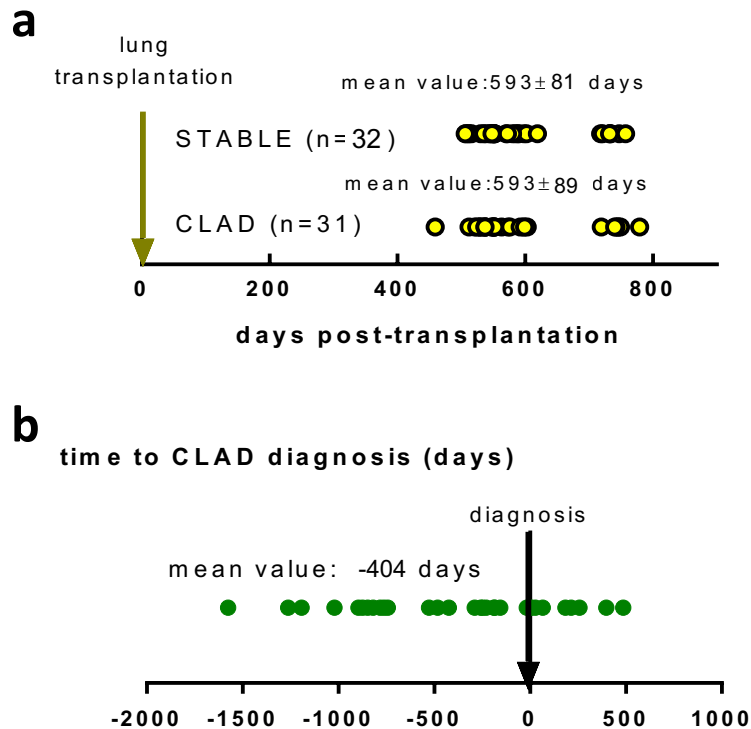 a
lung
transplantation
mean value:593±81 days
STABLE (n=32)
mean value:593±89 days
CLAD (n=31)
0 200 400 600 800
days post-transplantation
b
time to CLAD diagnosis (days)
diagnosis
mean value: -404 days
-2000 -1500 -1000 -500 0 500 1000